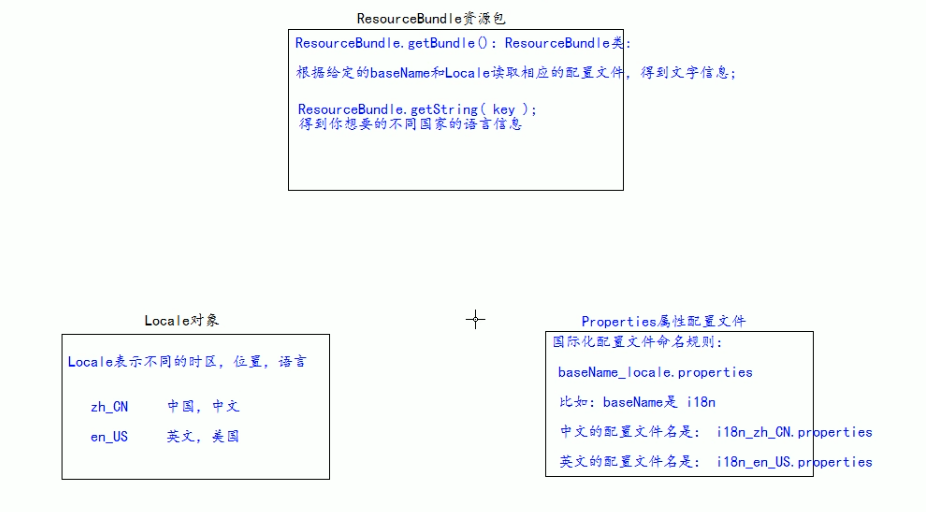 ResourceBundle资源包
ResourceBundle.getBundle(): ResourceBundle类:
根据给定的baseName和Locale读取相应的配置文件，得到文字信息;
ResourceBundle.getString( key );
得到你想要的不同国家的语言信息
Locale对象
Locale表示不同的时区，位置，语言
zh_CN 中国，中文
en_US 英文，美国
Properties属性配置文件
国际化配置文件命名规则：
baseName_locale.properties
比如：baseName是 i18n
中文的配置文件名是： i18n_zh_CN.properties
英文的配置文件名是： i18n_en_US.properties